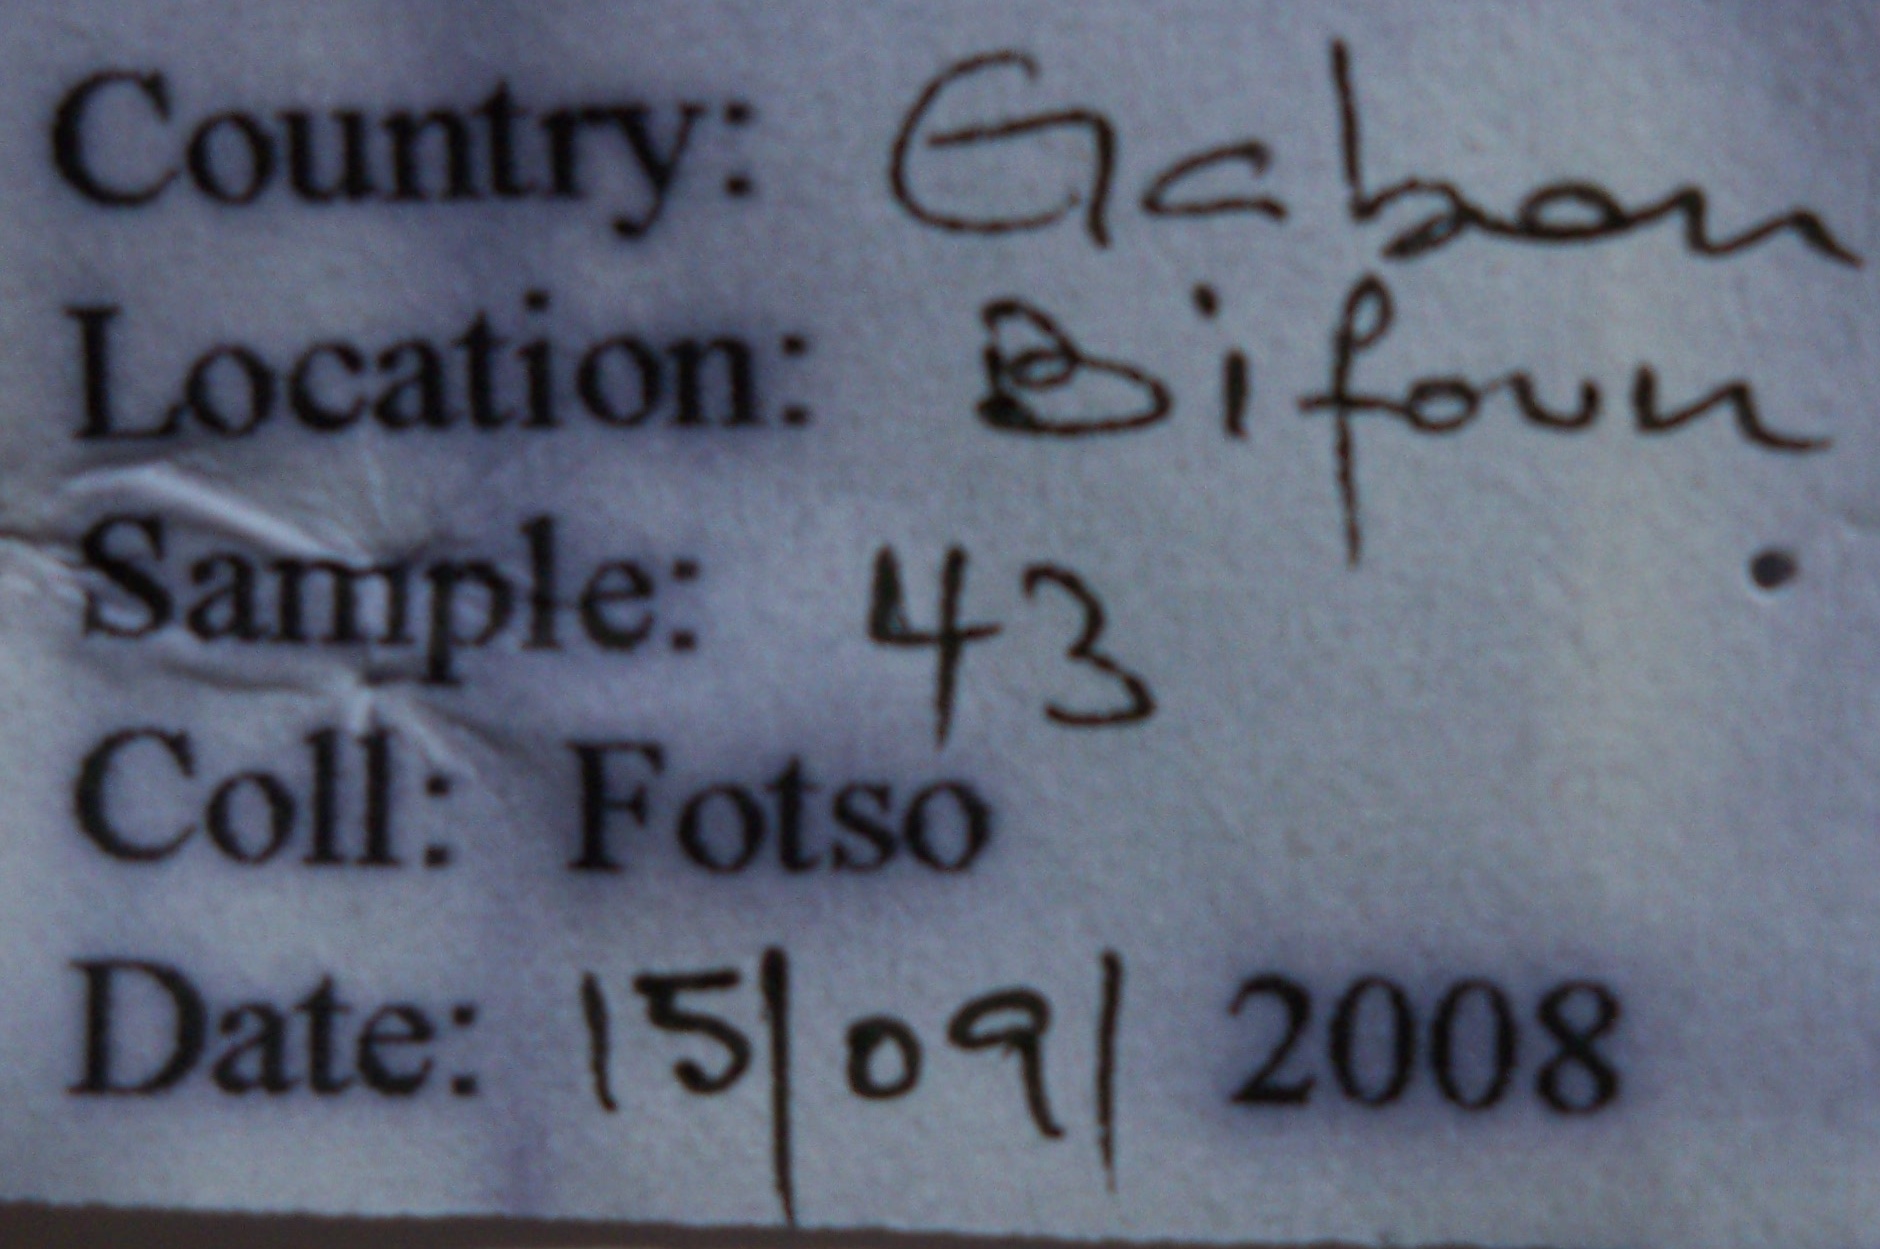 Country: Gabon
Location: Bifoun
Sample: 43
Coll: Fotso
Date: 15/09/ 2008